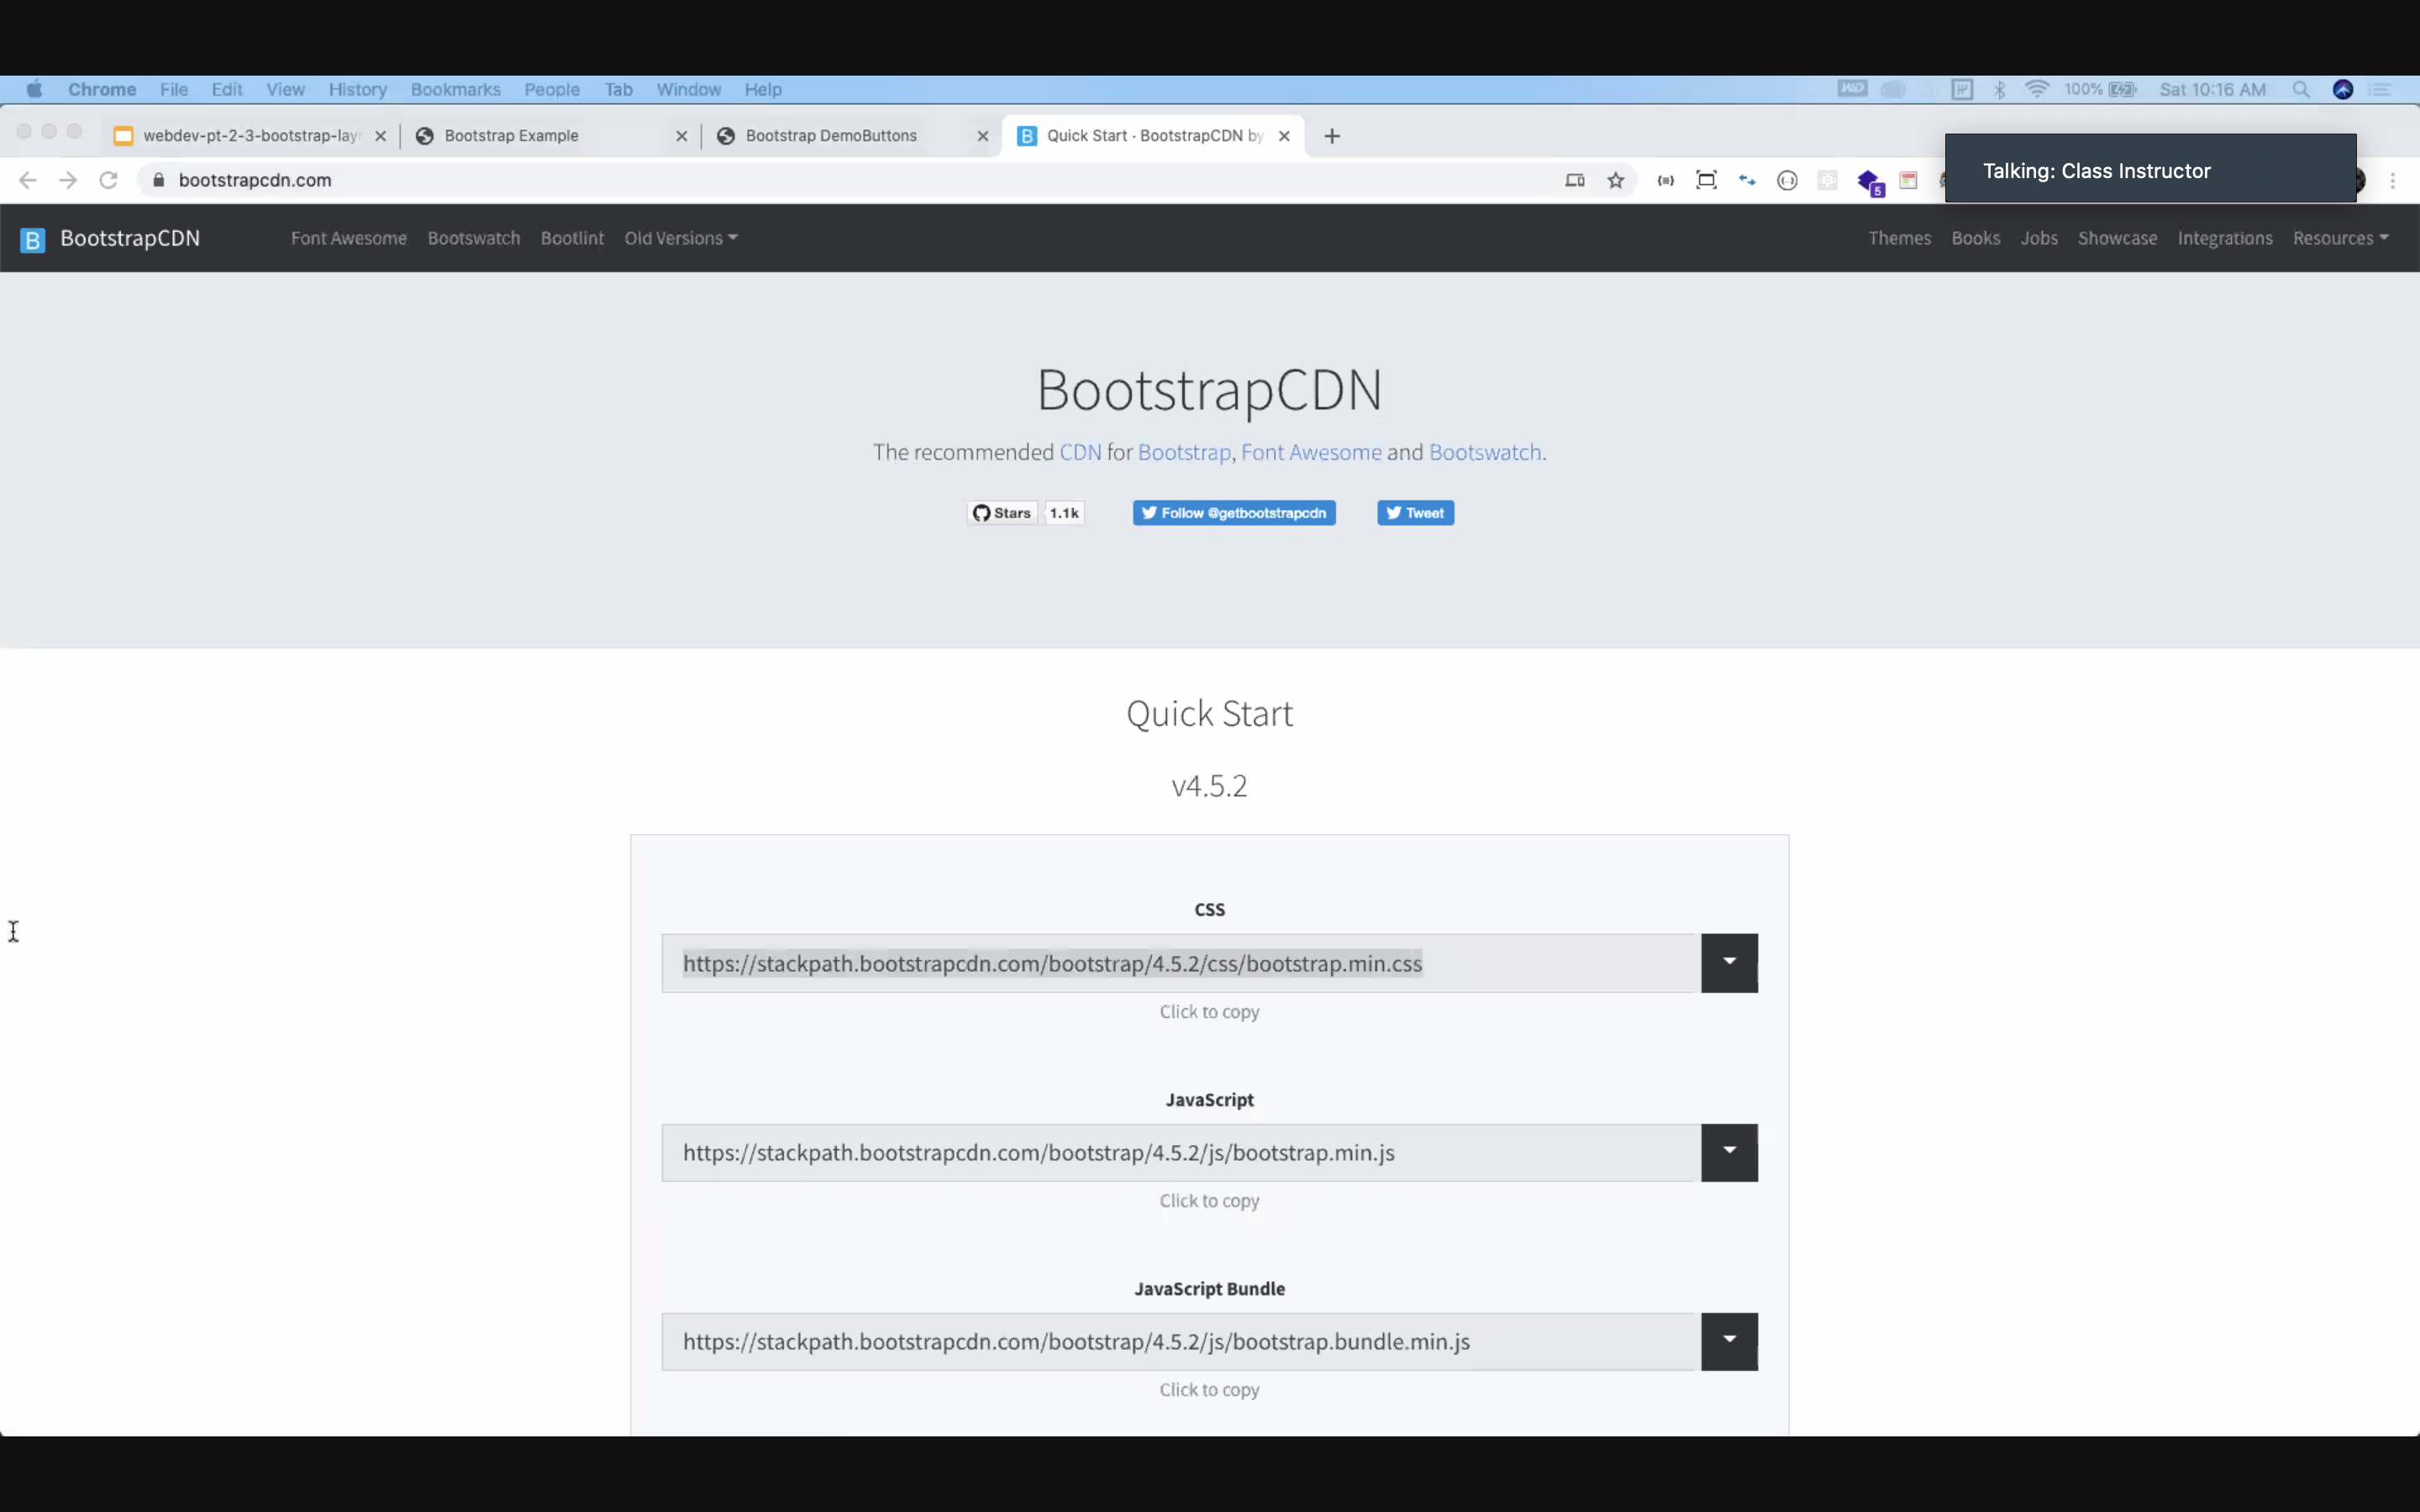 Chrome File Edit View History Bookmarks People Tab Window Help WD 100% Sat 10:16 AM
webdev-pt-2-3-bootstrap-lay Bootstrap Example Bootstrap DemoButtons Quick Start · BootstrapCDN by
Talking: Class Instructor
bootstrapcdn.com 5
B BootstrapCDN Font Awesome Bootswatch Bootlint Old Versions Themes Books Jobs Showcase Integrations Resources
BootstrapCDN
The recommended CDN for Bootstrap, Font Awesome and Bootswatch.
Stars 1.1k Follow @getbootstrapcdn Tweet
Quick Start
v4.5.2
CSS
https://stackpath.bootstrapcdn.com/bootstrap/4.5.2/css/bootstrap.min.css
Click to copy
JavaScript
https://stackpath.bootstrapcdn.com/bootstrap/4.5.2/js/bootstrap.min.js
Click to copy
JavaScript Bundle
https://stackpath.bootstrapcdn.com/bootstrap/4.5.2/js/bootstrap.bundle.min.js
Click to copy